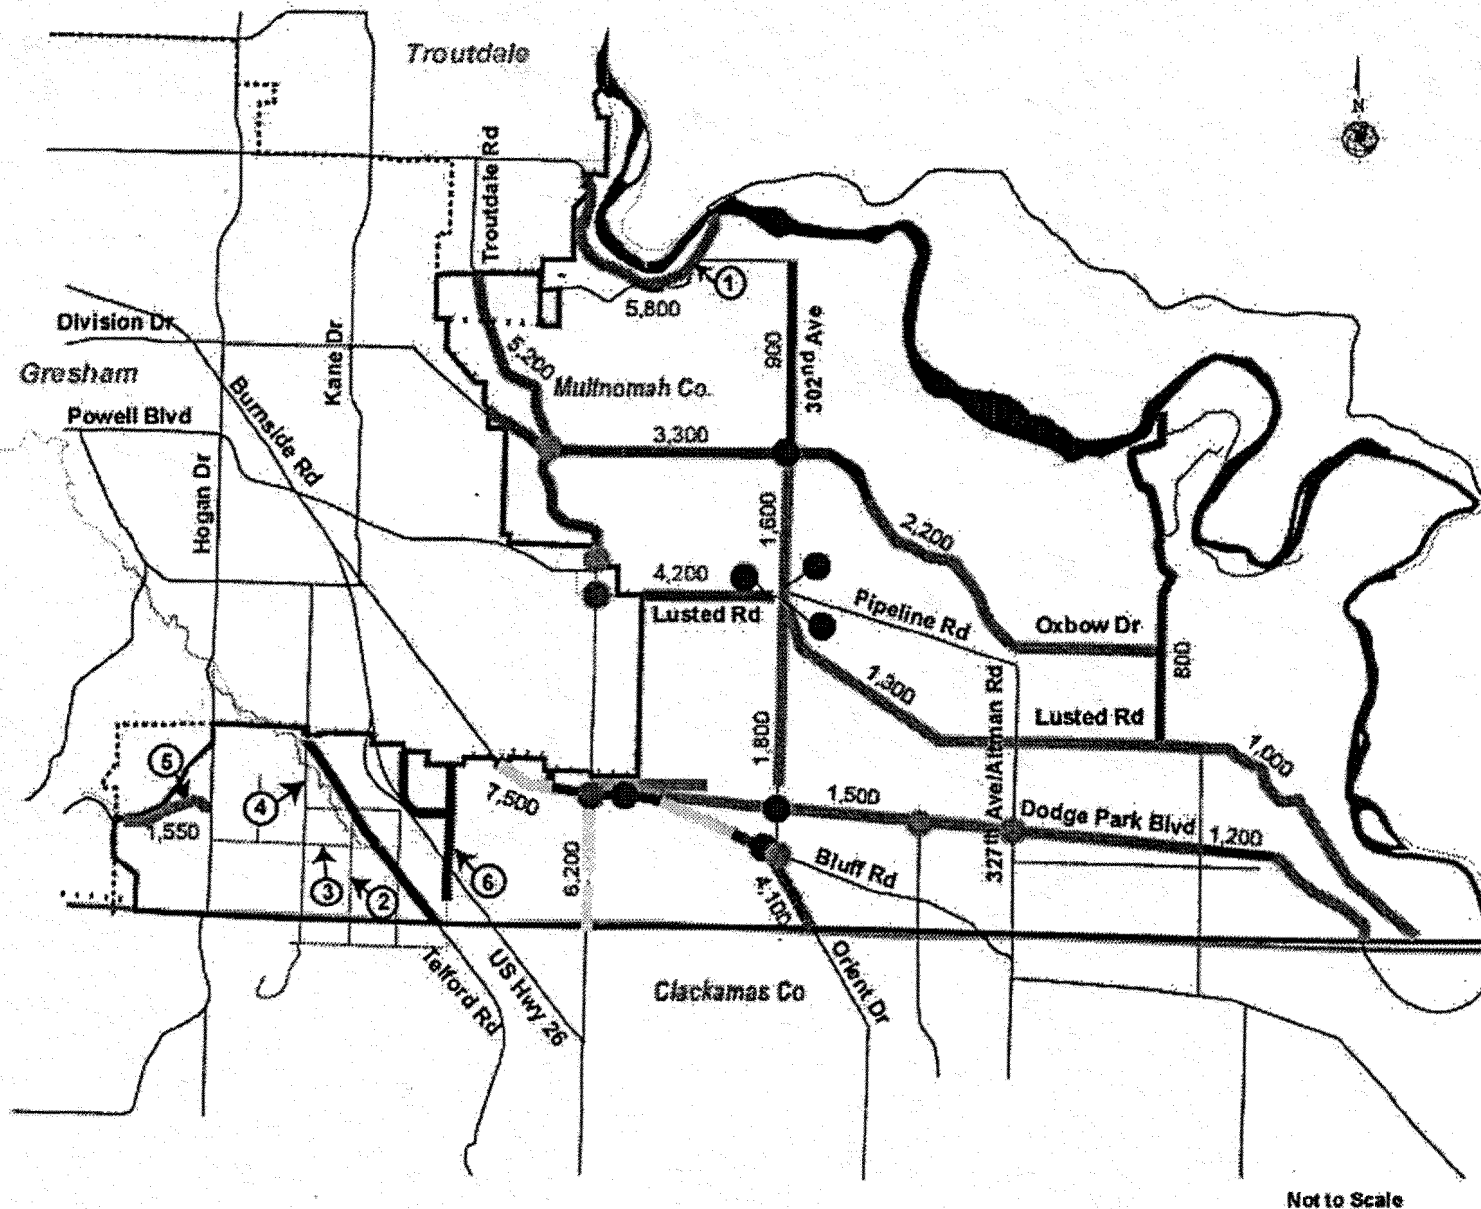 Troutdale
N
Troutdale Rd
1
5,800
Division Dr
Kane Dr
5,200
900
302nd Ave
Gresham
Multnomah Co.
Burnside Rd
Powell Blvd
3,300
Hogan Dr
1,600
2,200
4,200
Lusted Rd
Pipeline Rd
Oxbow Dr
800
1,300
327th Ave/Altman Rd
Lusted Rd
1,000
1,800
5
7,500
1,500
4
Dodge Park Blvd
1,550
1,200
6,200
Bluff Rd
3
2
6
4,100
Telford Rd
US Hwy 26
Clackamas Co
Orient Dr
Not to Scale